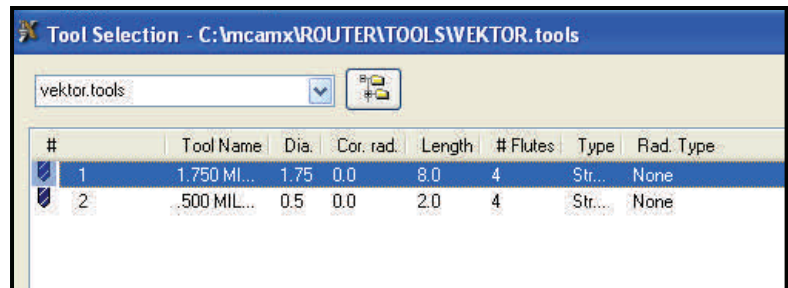 Tool Selection - C:\mcamx\ROUTER\TOOLS\VEKTOR.tools
vektor.tools
# Tool Name Dia. Cor. rad. Length # Flutes Type Rad. Type
1 1.750 MI... 1.75 0.0 8.0 4 Str... None
2 .500 MIL... 0.5 0.0 2.0 4 Str... None